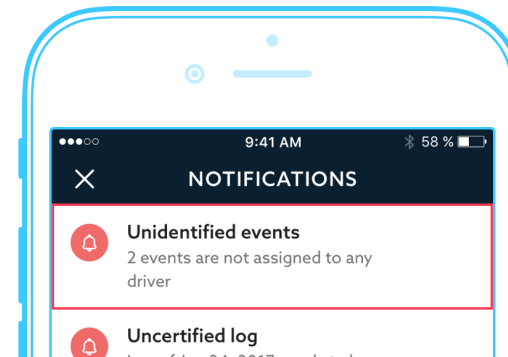 9:41 AM
58 %
NOTIFICATIONS
Unidentified events
2 events are not assigned to any
driver
Uncertified log